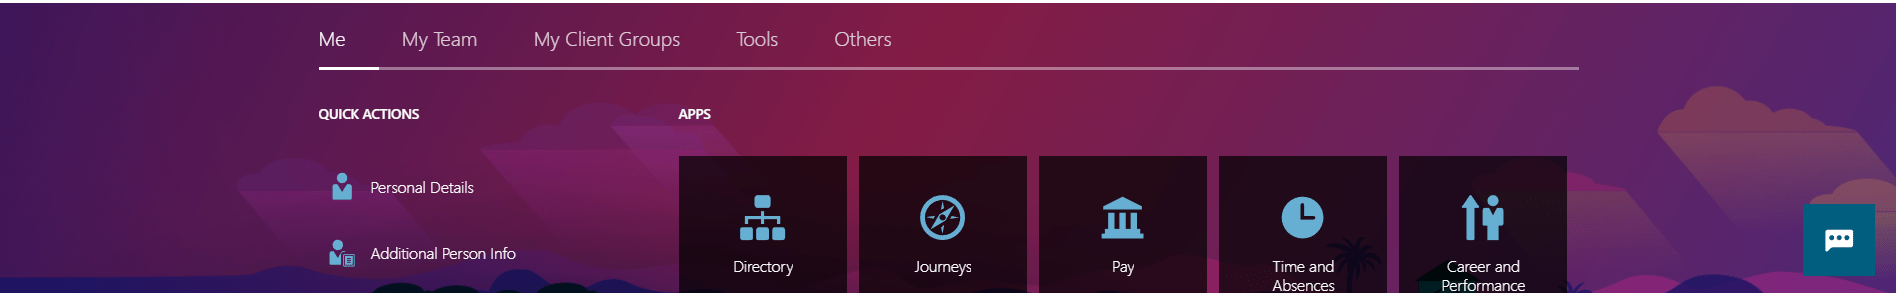 Me
My Team
My Client Groups
Tools
Others
QUICK ACTIONS
APPS
Personal Details
Additional Person Info
Directory
Journeys
Pay
Time and
Absences
Career and
Performance